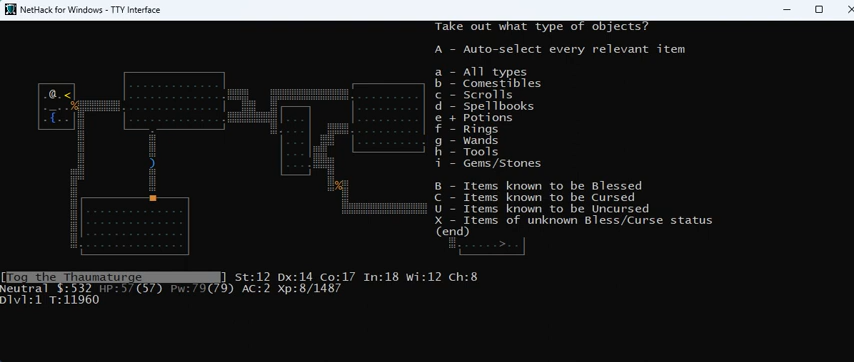 NetHack for Windows - TTY Interface
Take out what type of objects?
A - Auto-select every relevant item
a - All types
b - Comestibles
c - Scrolls
d - Spellbooks
e + Potions
f - Rings
g - Wands
h - Tools
i - Gems/Stones
B - Items known to be Blessed
C - Items known to be Cursed
U - Items known to be Uncursed
X - Items of unknown Bless/Curse status
(end)
[Tog the Thaumaturge ] St:12 Dx:14 Co:17 In:18 Wi:12 Ch:8
Neutral $:532 HP:57(57) Pw:79(79) AC:2 Xp:8/1487
Dlvl:1 T:11960